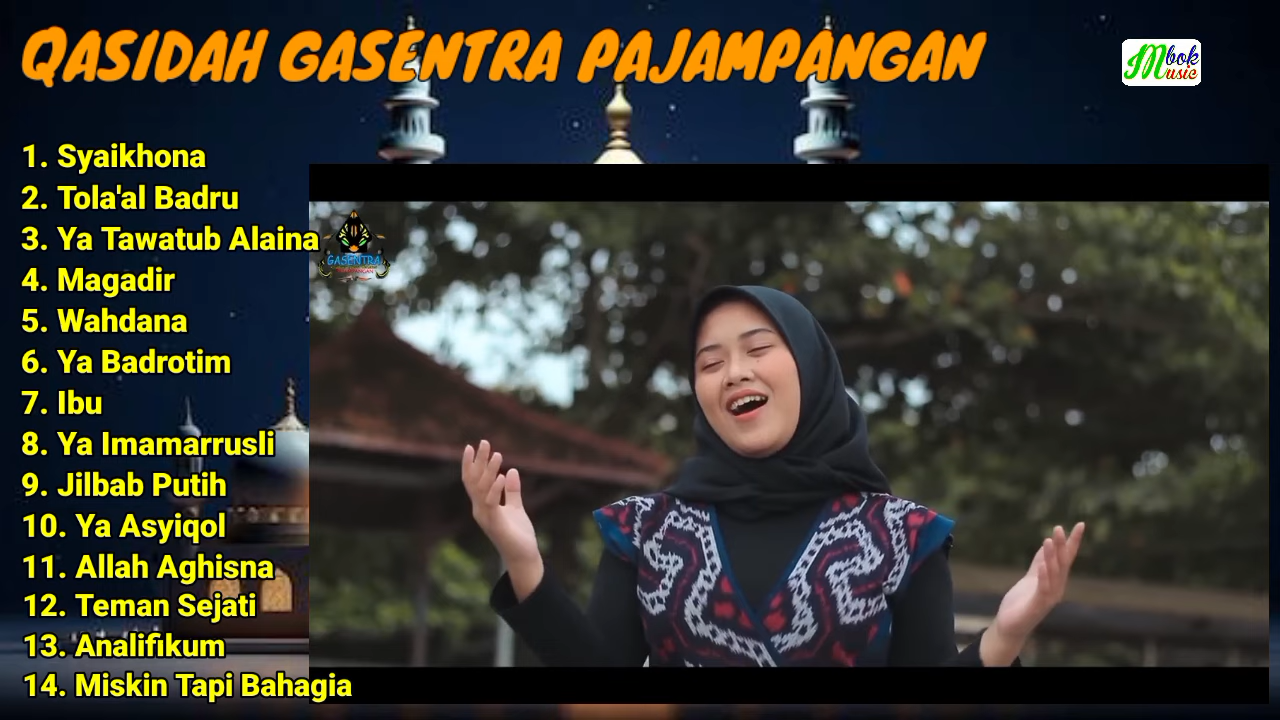 QASIDAH GASENTRA PAJAMPANGAN
Mbok
Music
1. Syaikhona
2. Tola'al Badru
3. Ya Tawatub Alaina
4. Magadir
5. Wahdana
6. Ya Badrotim
7. Ibu
8. Ya Imamarrusli
9. Jilbab Putih
10. Ya Asyiqol
11. Allah Aghisna
12. Teman Sejati
13. Analifikum
14. Miskin Tapi Bahagia
GASENTRA
PAJAMPANGAN